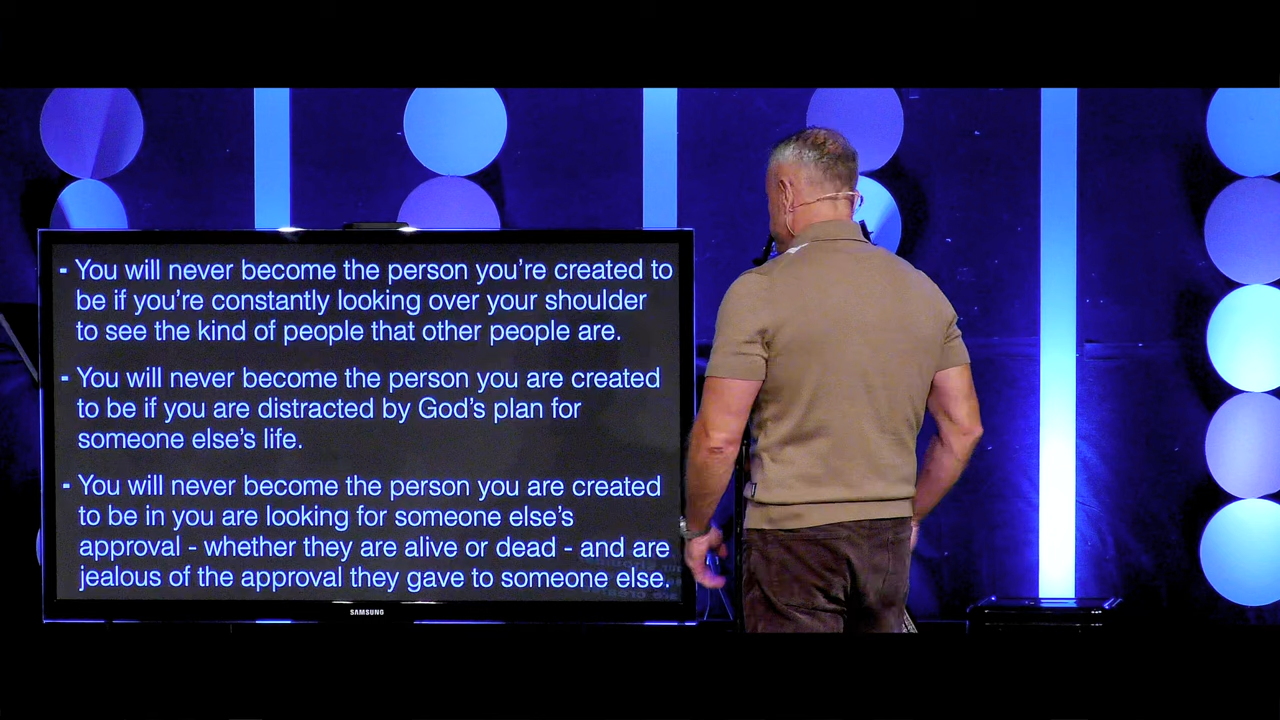 - You will never become the person you're created to
be if you're constantly looking over your shoulder
to see the kind of people that other people are.
- You will never become the person you are created
to be if you are distracted by God's plan for
someone else's life.
- You will never become the person you are created
to be in you are looking for someone else's
approval - whether they are alive or dead - and are
jealous of the approval they gave to someone else.
SAMSUNG